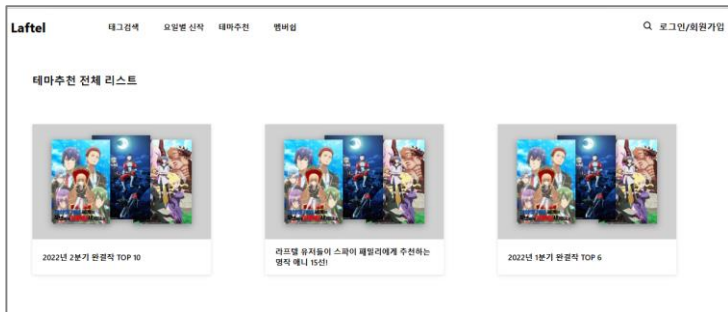 Laftel
태그검색
요일별 신작
테마추천
멤버쉽
로그인/회원가입
테마추천 전체 리스트
2022년 2분기 완결작 TOP 10
라프텔 유저들이 스파이 패밀리에게 추천하는
명작 애니 15선!
2022년 1분기 완결작 TOP 6